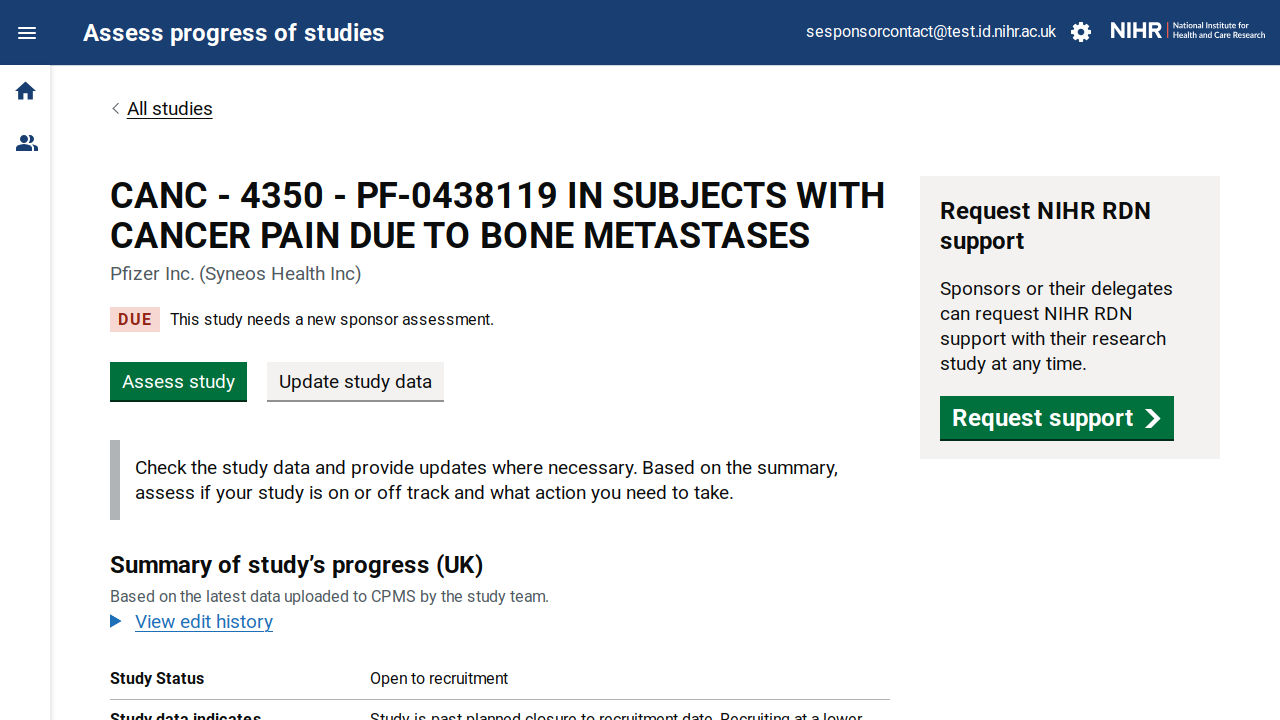 Assess progress of studies
sesponsorcontact@test.id.nihr.ac.uk
NIHR | National Institute for
Health and Care Research
All studies
CANC - 4350 - PF-0438119 IN SUBJECTS WITH
CANCER PAIN DUE TO BONE METASTASES
Pfizer Inc. (Syneos Health Inc)
DUE This study needs a new sponsor assessment.
Assess study
Update study data
Check the study data and provide updates where necessary. Based on the summary,
assess if your study is on or off track and what action you need to take.
Summary of study’s progress (UK)
Based on the latest data uploaded to CPMS by the study team.
View edit history
Study Status Open to recruitment
Study data indicates Study is past planned closure to recruitment date, Recruiting at a lower
Request NIHR RDN
support
Sponsors or their delegates
can request NIHR RDN
support with their research
study at any time.
Request support